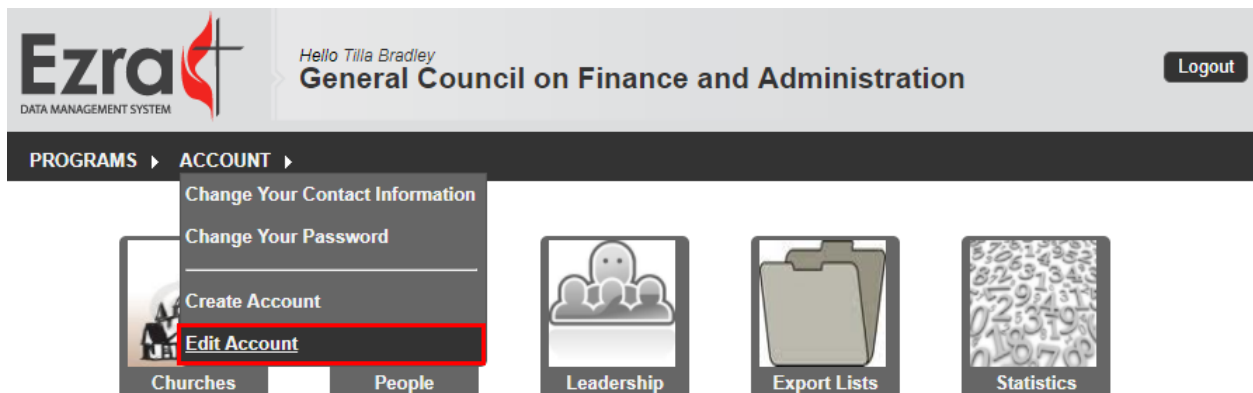 Ezra
DATA MANAGEMENT SYSTEM
Hello Tilla Bradley
General Council on Finance and Administration
Logout
PROGRAMS ACCOUNT
Change Your Contact Information
Change Your Password
Create Account
Edit Account
Churches People Leadership Export Lists Statistics